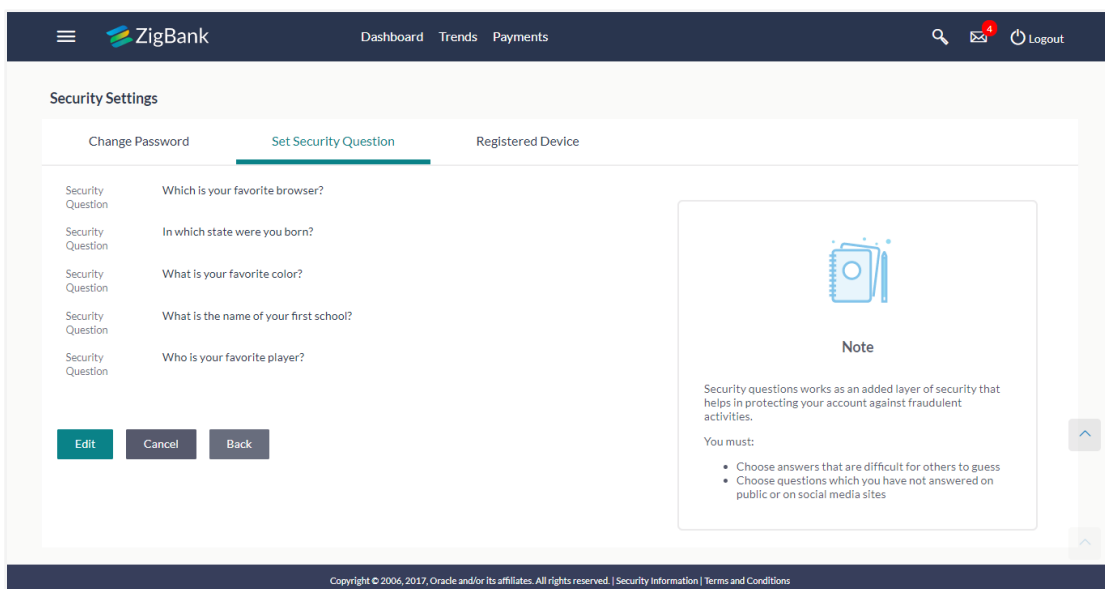 ZigBank
Dashboard Trends Payments
4
Logout
Security Settings
Change Password
Set Security Question
Registered Device
Security
Question
Which is your favorite browser?
Security
Question
In which state were you born?
Security
Question
What is your favorite color?
Security
Question
What is the name of your first school?
Security
Question
Who is your favorite player?
Edit
Cancel
Back
Note
Security questions works as an added layer of security that
helps in protecting your account against fraudulent
activities.
You must:
• Choose answers that are difficult for others to guess
• Choose questions which you have not answered on
public or on social media sites
Copyright © 2006, 2017, Oracle and/or its affiliates. All rights reserved. | Security Information | Terms and Conditions